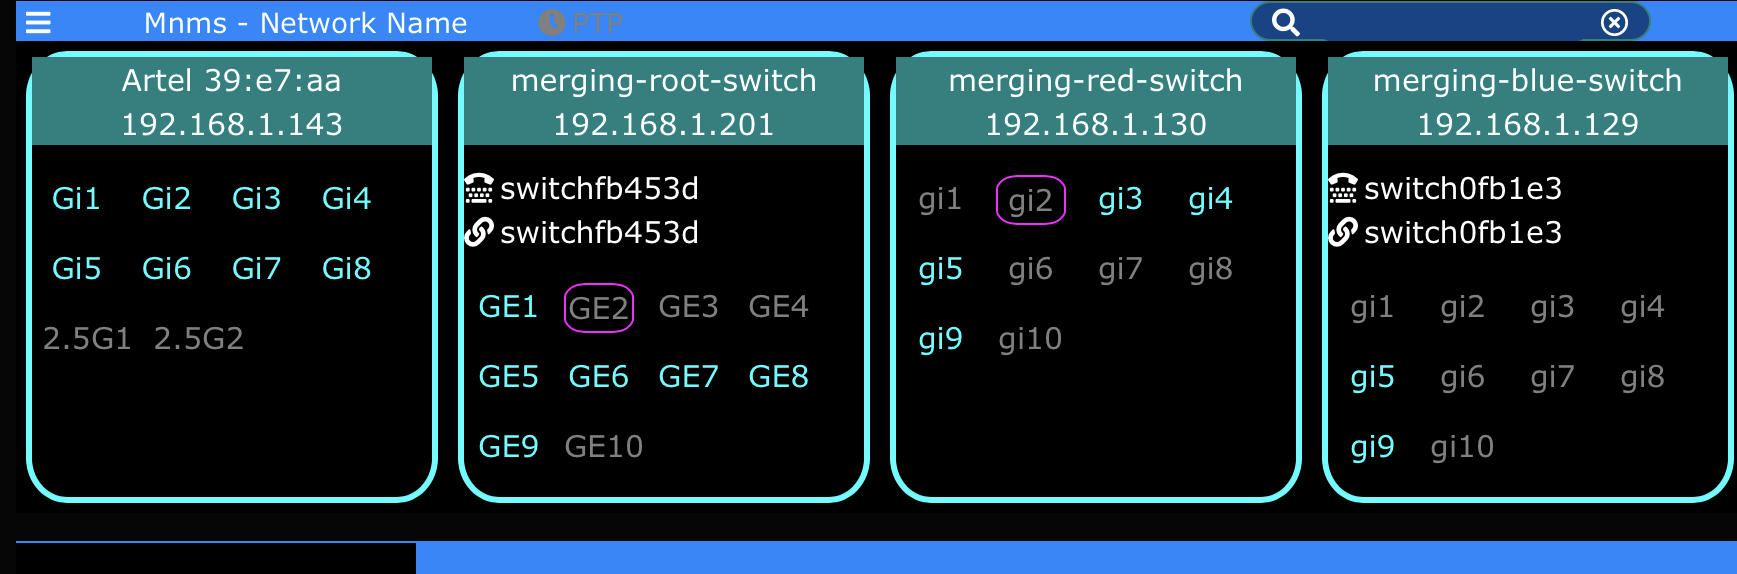 Mnms - Network Name PTP
Artel 39:e7:aa
192.168.1.143
Gi1 Gi2 Gi3 Gi4
Gi5 Gi6 Gi7 Gi8
2.5G1 2.5G2
merging-root-switch
192.168.1.201
switchfb453d
switchfb453d
GE1 GE2 GE3 GE4
GE5 GE6 GE7 GE8
GE9 GE10
merging-red-switch
192.168.1.130
gi1 gi2 gi3 gi4
gi5 gi6 gi7 gi8
gi9 gi10
merging-blue-switch
192.168.1.129
switch0fb1e3
switch0fb1e3
gi1 gi2 gi3 gi4
gi5 gi6 gi7 gi8
gi9 gi10